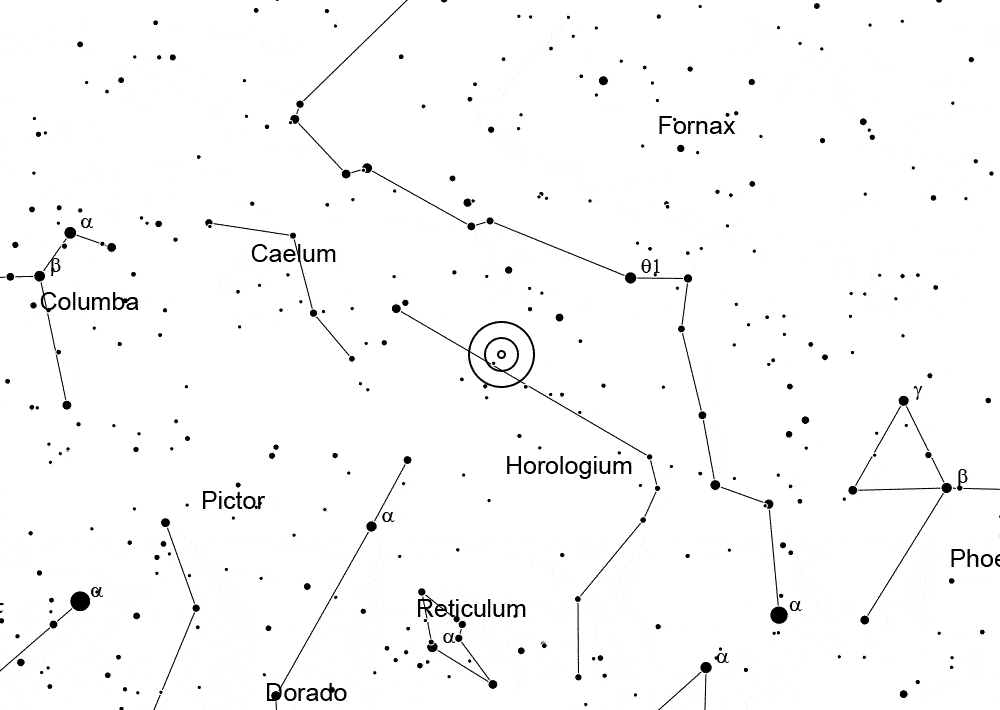 Fornax
α
Caelum
β
θ1
Columba
γ
Horologium
β
Pictor
α
Phoe
α
α
Reticulum
α
α
Dorado